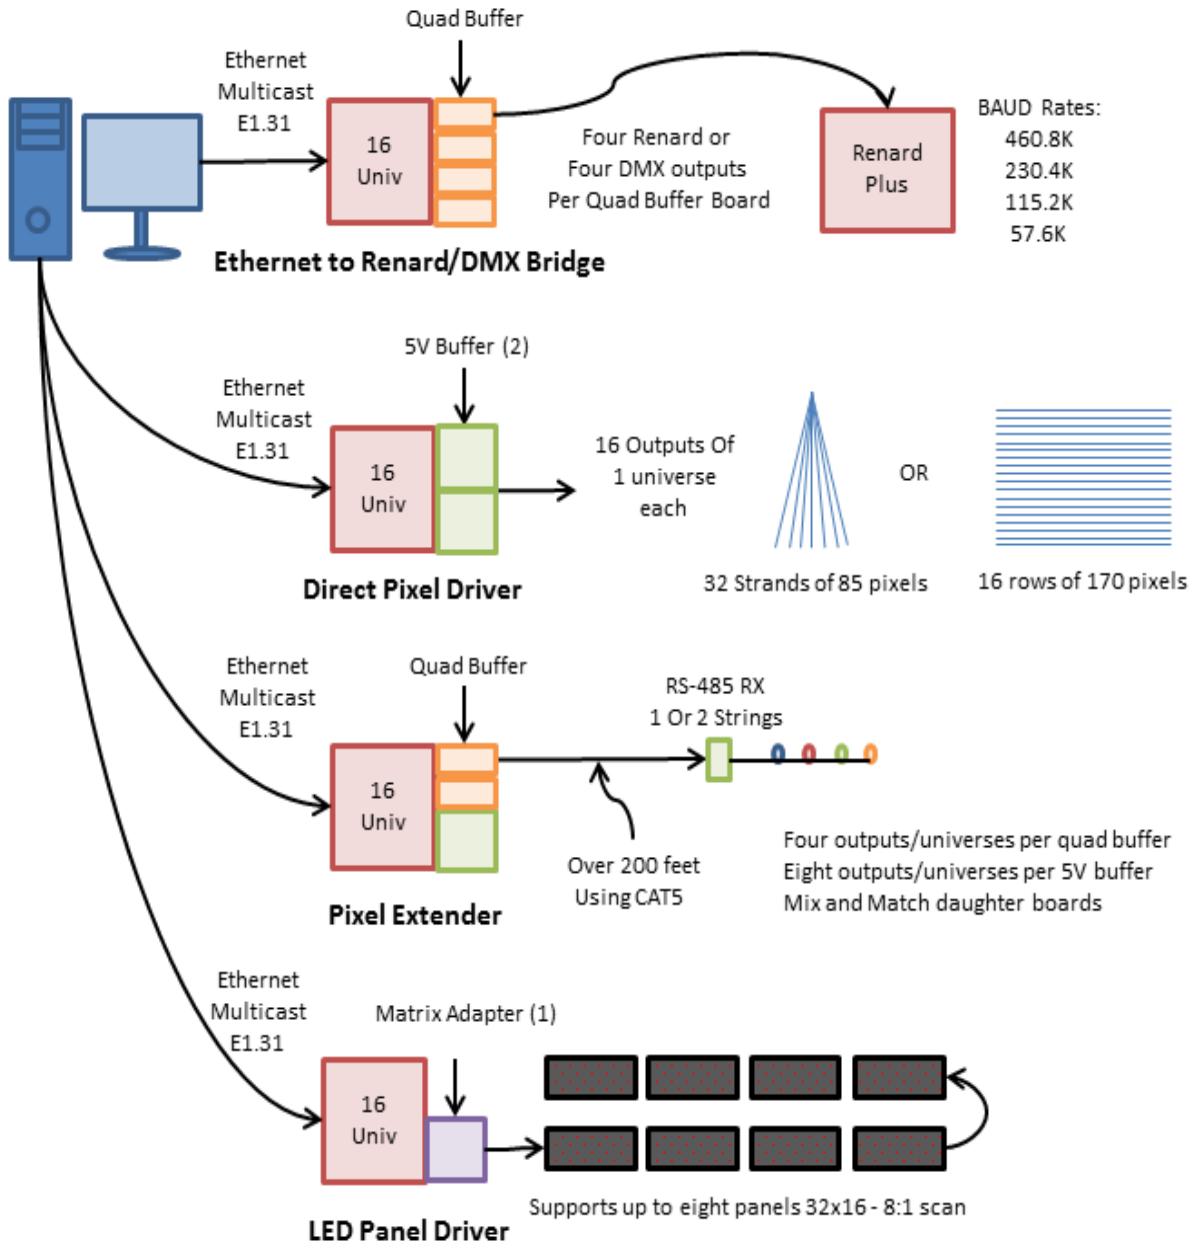 Quad Buffer
Ethernet
Multicast
E1.31
16
Univ
Four Renard or
Four DMX outputs
Per Quad Buffer Board
Renard
Plus
BAUD Rates:
460.8K
230.4K
115.2K
57.6K
Ethernet to Renard/DMX Bridge
5V Buffer (2)
Ethernet
Multicast
E1.31
16
Univ
16 Outputs Of
1 universe
each
OR
32 Strands of 85 pixels
16 rows of 170 pixels
Direct Pixel Driver
Ethernet
Multicast
E1.31
Quad Buffer
16
Univ
RS-485 RX
1 Or 2 Strings
Over 200 feet
Using CAT5
Four outputs/universes per quad buffer
Eight outputs/universes per 5V buffer
Mix and Match daughter boards
Pixel Extender
Ethernet
Multicast
E1.31
Matrix Adapter (1)
16
Univ
Supports up to eight panels 32x16 - 8:1 scan
LED Panel Driver